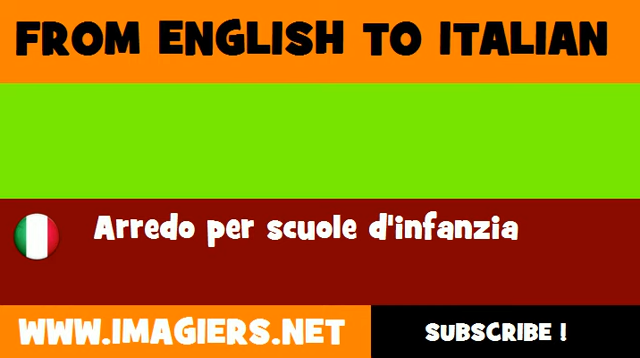 FROM ENGLISH TO ITALIAN
Arredo per scuole d'infanzia
WWW.IMAGIERS.NET
SUBSCRIBE !